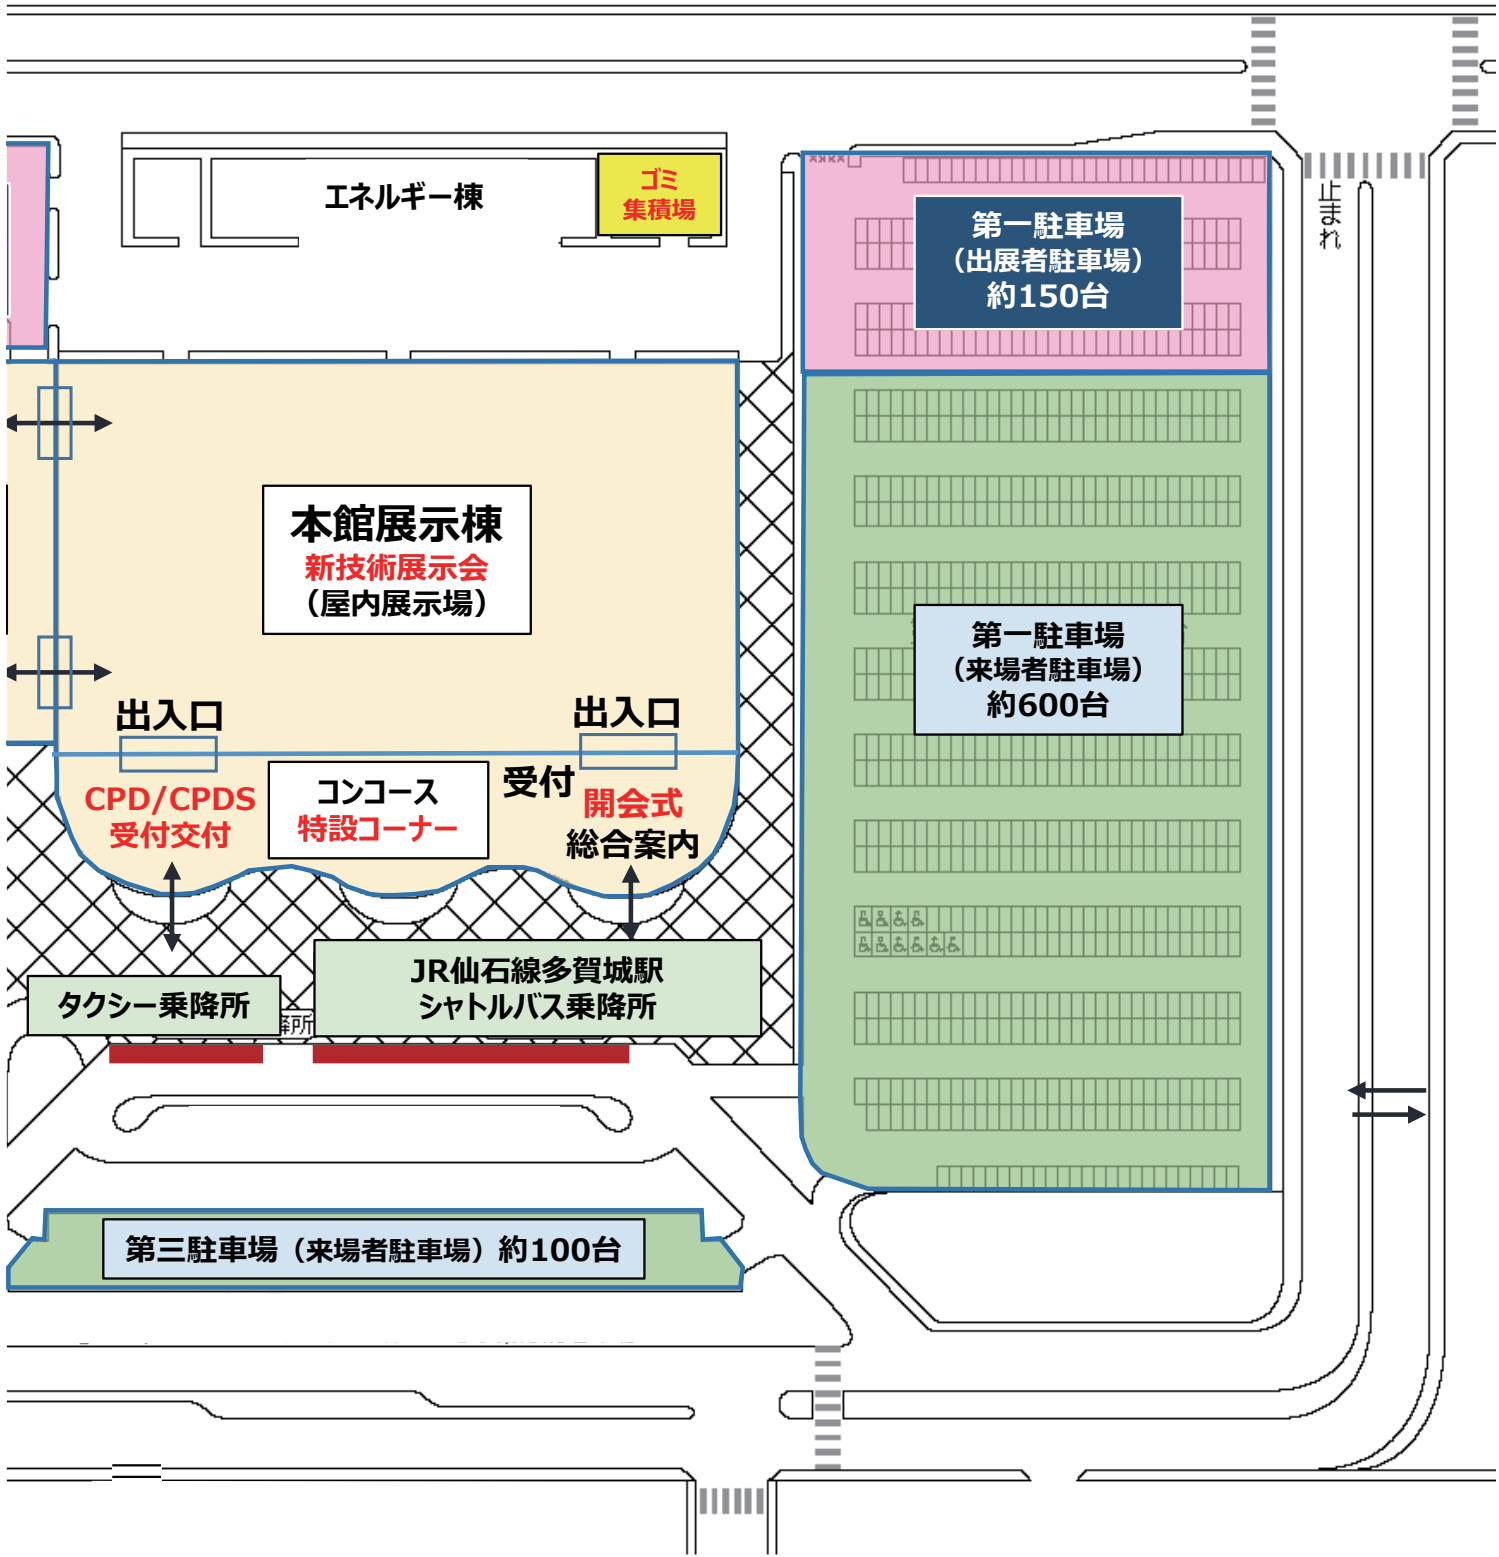 エネルギー棟
ゴミ
集積場
第一駐車場
（出展者駐車場）
約150台
止まれ
本館展示棟
新技術展示会
（屋内展示場）
第一駐車場
（来場者駐車場）
約600台
出入口
出入口
受付
CPD/CPDS
受付交付
コンコース
特設コーナー
開会式
総合案内
JR仙石線多賀城駅
シャトルバス乗降所
タクシー乗降所
降所
第三駐車場（来場者駐車場）約100台